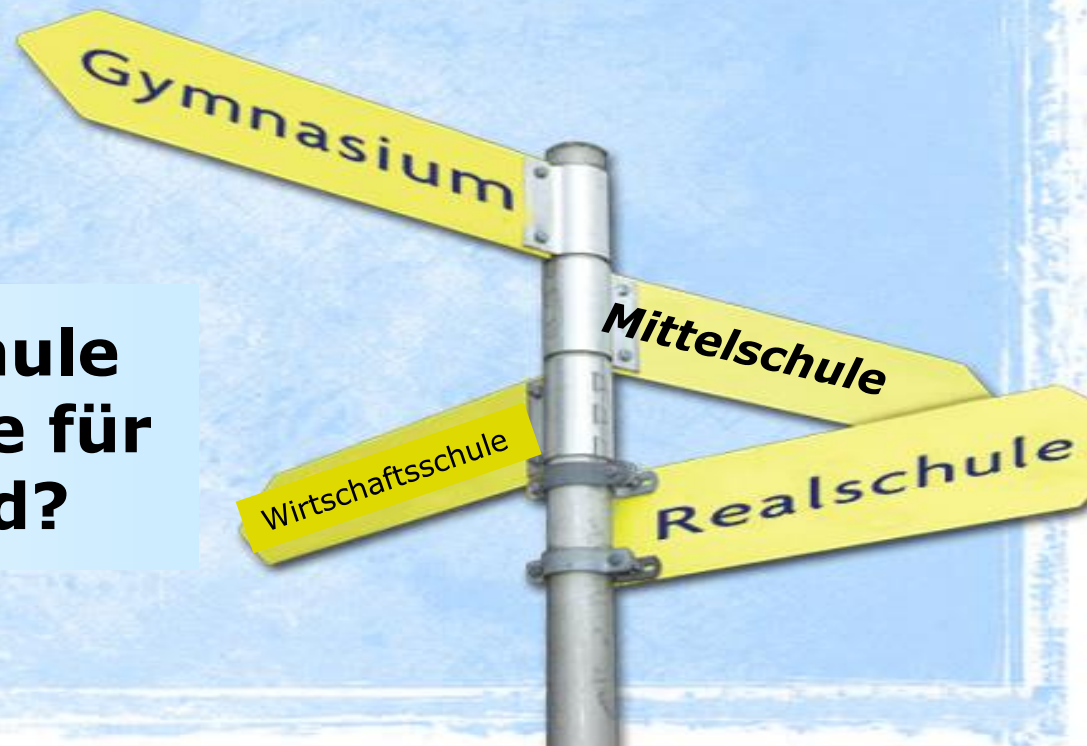 Gymnasium
Mittelschule
hule
e für
d?
Wirtschaftsschule
Realschule